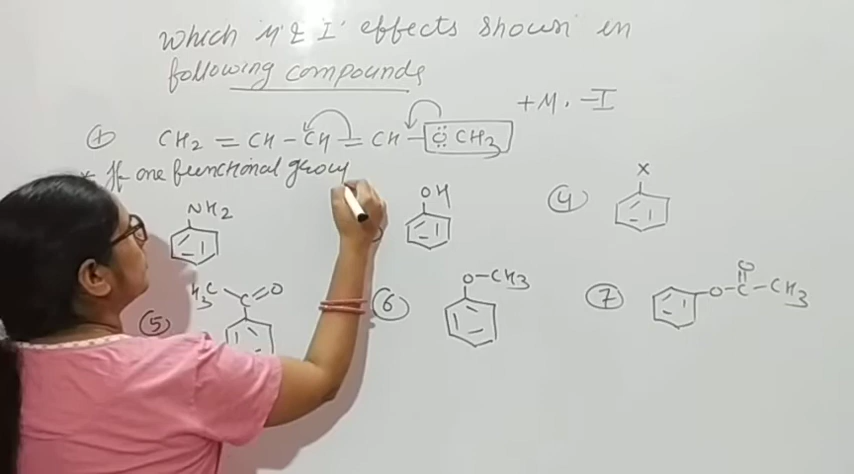 Which M & I effects shown in
following compounds
+M, -I
① CH2 = CH - CH = CH - ÖCH3
* If one functional group
NH2
OH
④ X
⑤ H3C C O
⑥ O-CH3
⑦ O-C-CH3
O